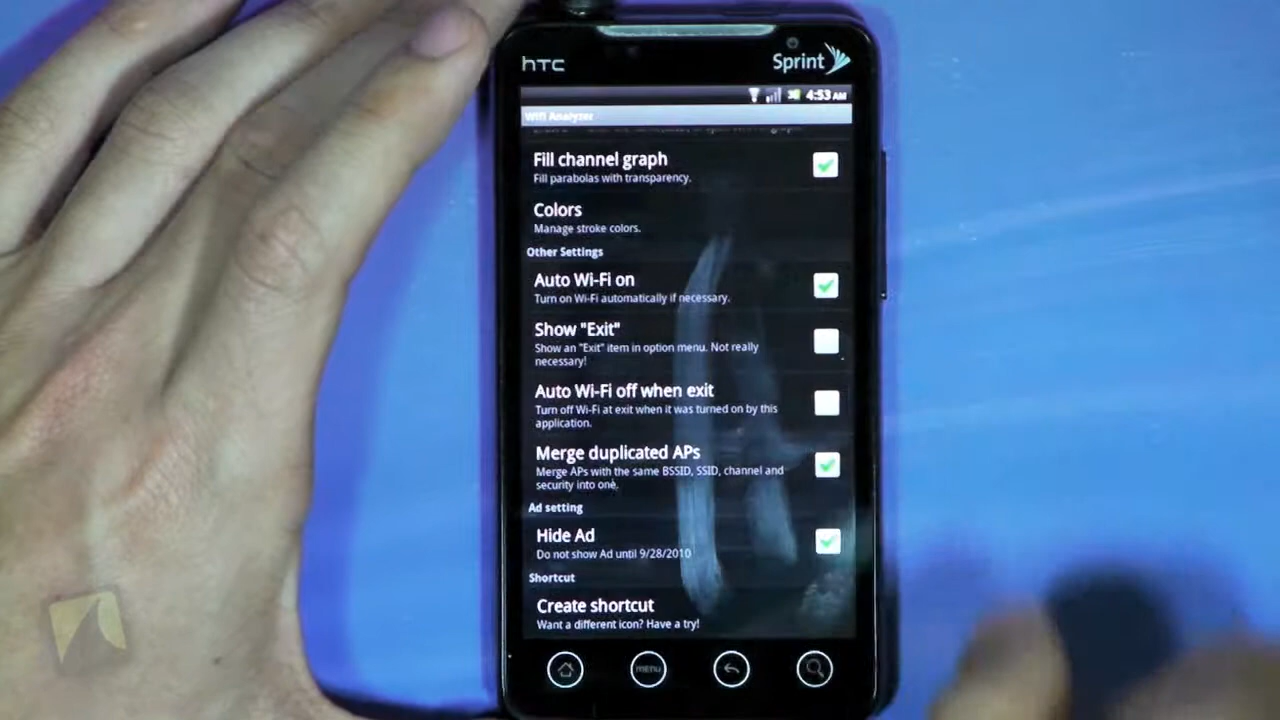 hTC
Sprint
4:53 AM
Wifi Analyzer
Fill channel graph
Fill parabolas with transparency.
Colors
Manage stroke colors.
Other Settings
Auto Wi-Fi on
Turn on Wi-Fi automatically if necessary.
Show "Exit"
Show an "Exit" item in option menu. Not really
necessary!
Auto Wi-Fi off when exit
Turn off Wi-Fi at exit when it was turned on by this
application.
Merge duplicated APs
Merge APs with the same BSSID, SSID, channel and
security into one.
Ad setting
Hide Ad
Do not show Ad until 9/28/2010
Shortcut
Create shortcut
Want a different icon? Have a try!
menu